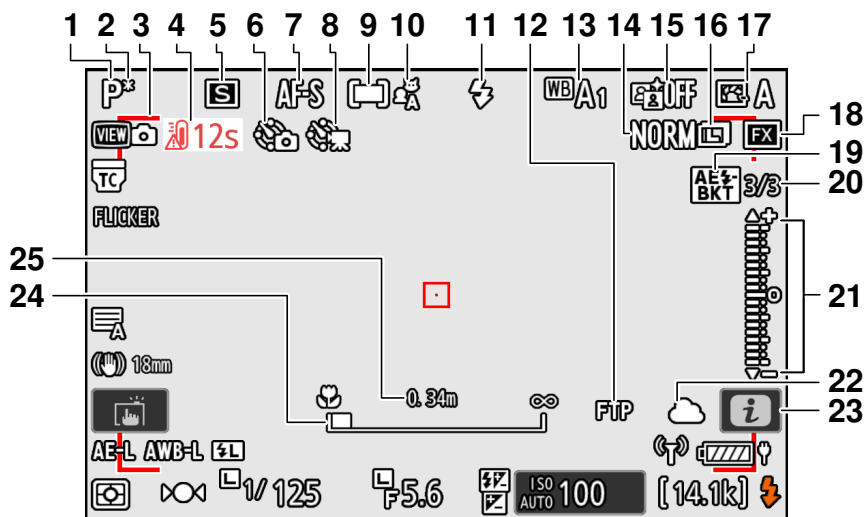 1 2 3 4 5 6 7 8 9 10 11 12 13 14 15 16 17
P* S AF-S A WB A1 OFF A
VIEW 12s NORM L FX 18
TC AE BKT 3/3 19 20
FLICKER
25
24 21
A
18mm
0.34m ∞ FTP 22
i 23
AE-L AWB-L L
L 1/125 L F5.6 ISO AUTO 100 [14.1k]